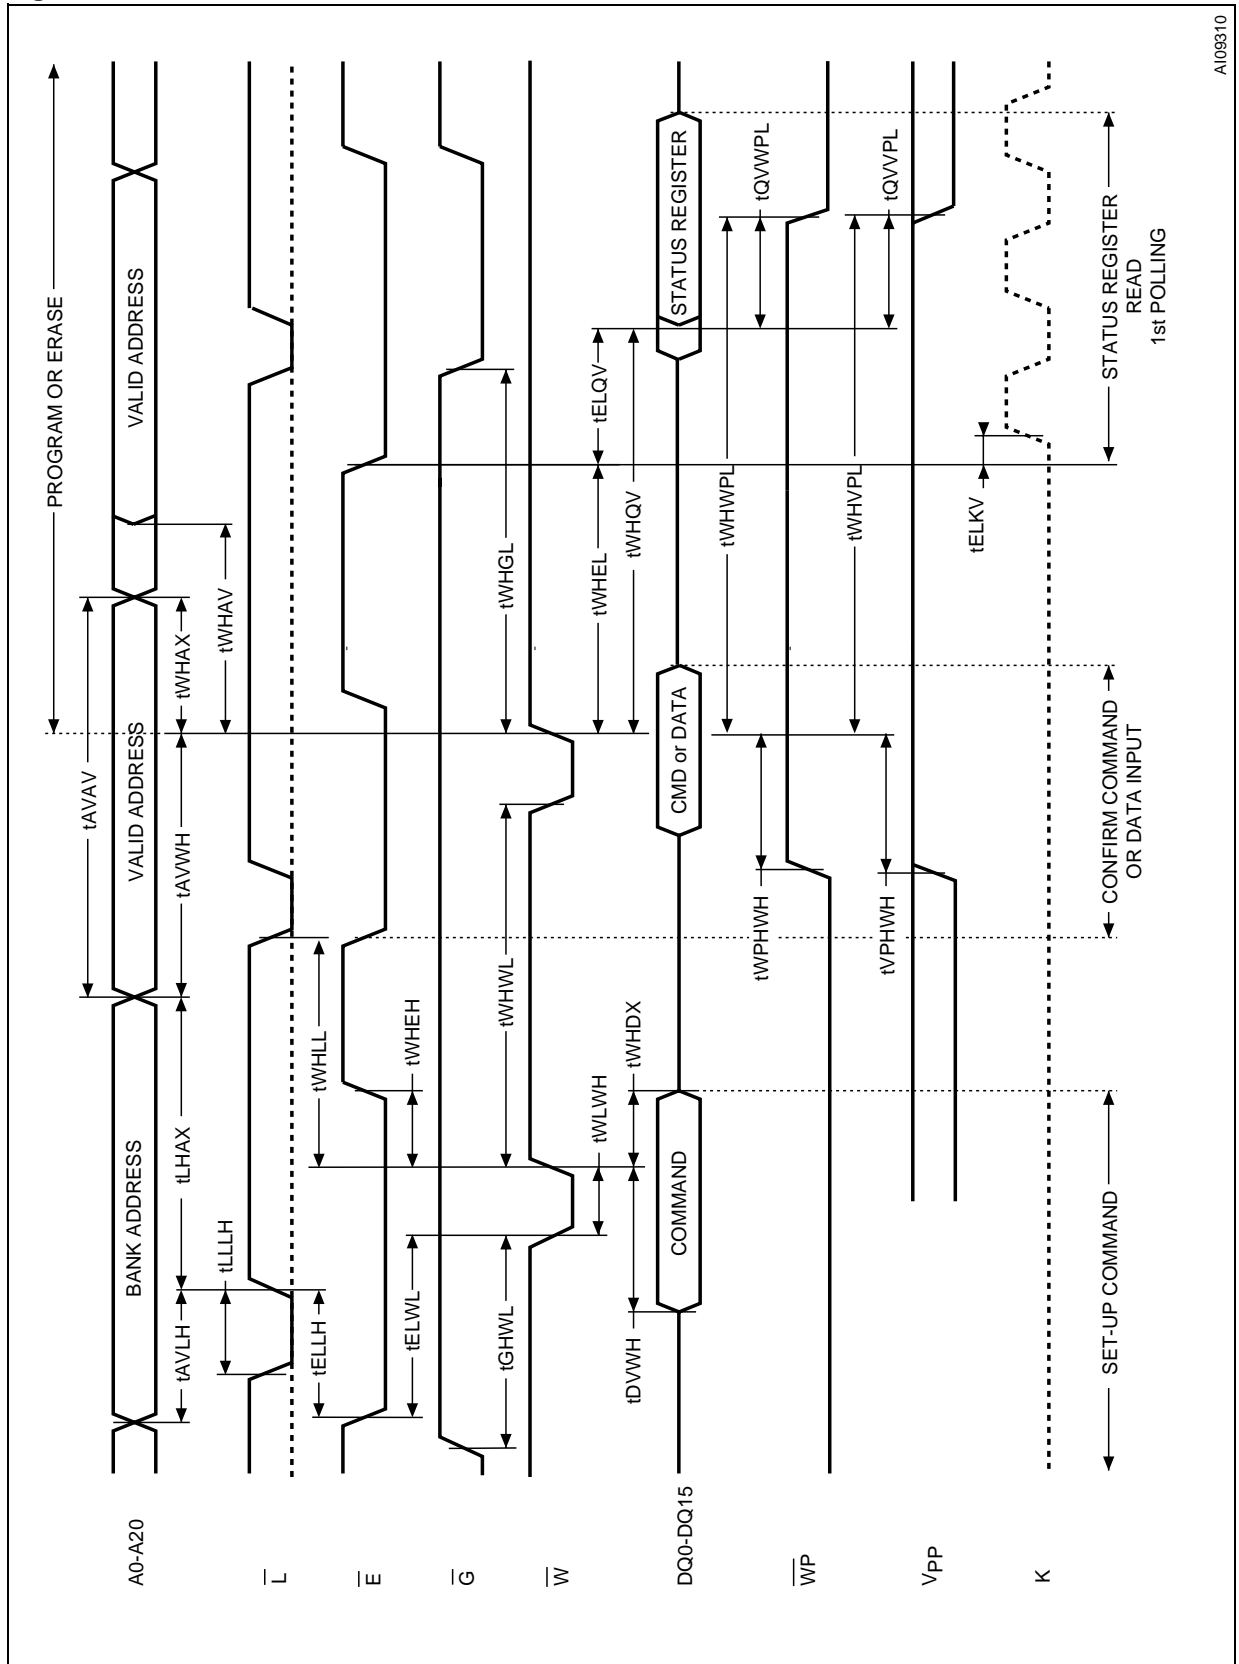 AI09310
PROGRAM OR ERASE
A0-A20
BANK ADDRESS
VALID ADDRESS
VALID ADDRESS
tAVAV
tAVLH
tLHAX
tAVWH
tWHAX
tLLLH
tWHAV
L
tELLH
tWHLL
E
tELWL
tWHEH
G
tGHWL
tWHWL
tWHGL
W
tWLWH
tWHEL
tELQV
tDVWH
tWHDX
tWHQV
DQ0-DQ15
COMMAND
CMD or DATA
STATUS REGISTER
tWHWPL
tWPHWH
tQVWPL
WP
tWHVPL
tVPHWH
tQVVPL
VPP
tELKV
K
SET-UP COMMAND
CONFIRM COMMAND
OR DATA INPUT
STATUS REGISTER
READ
1st POLLING